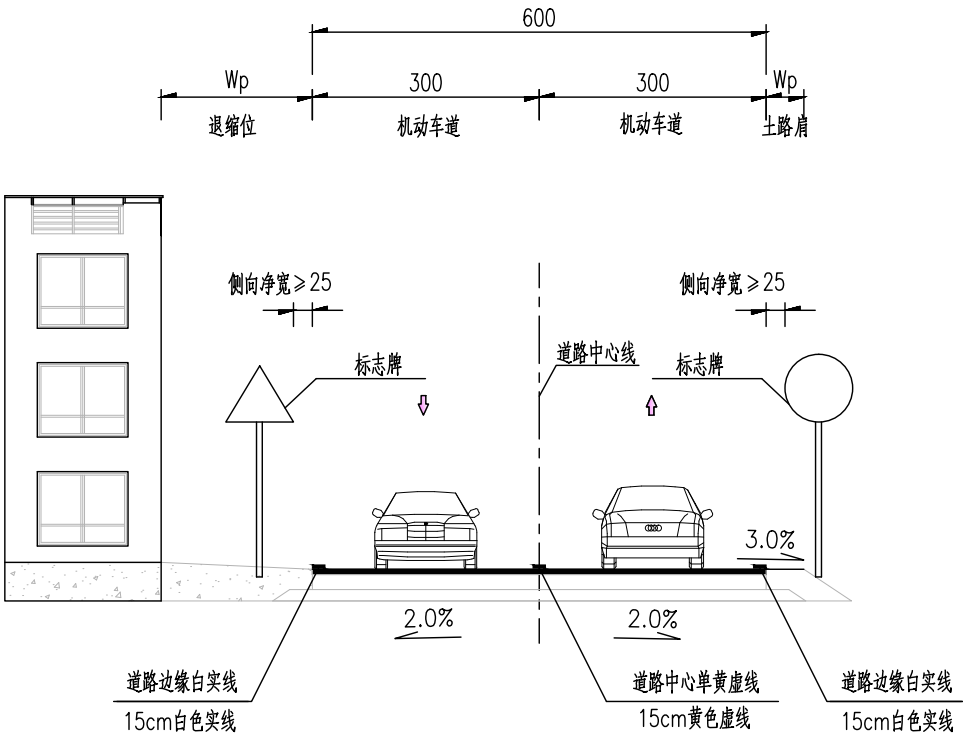 600
Wp
300
300
Wp
退缩位
机动车道
机动车道
土路肩
侧向净宽≥25
侧向净宽≥25
标志牌
道路中心线
标志牌
3.0%
2.0%
2.0%
道路边缘白实线
15cm白色实线
道路中心单黄虚线
15cm黄色虚线
道路边缘白实线
15cm白色实线